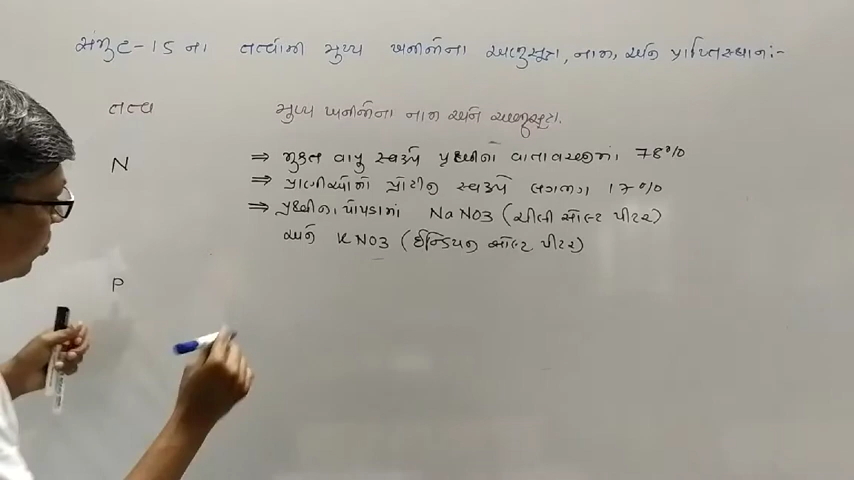 સમૂહ-15 ના તત્વોની મુખ્ય ખનીજોના અણુસૂત્ર, નામ, અને પ્રાપ્તિસ્થાન:-
તત્વ મુખ્ય ખનીજોના નામ અને અણુસૂત્ર.
N ⇒ મુક્ત વાયુ સ્વરૂપે પૃથ્વીના વાતાવરણમાં 78%
⇒ પ્રાણીઓમાં પ્રોટીન સ્વરૂપે લગભગ 17%
⇒ પૃથ્વીના પોપડામાં NaNO3 (ચીલી સોલ્ટ પીટર)
અને KNO3 (ઈન્ડિયન સોલ્ટ પીટર)
P